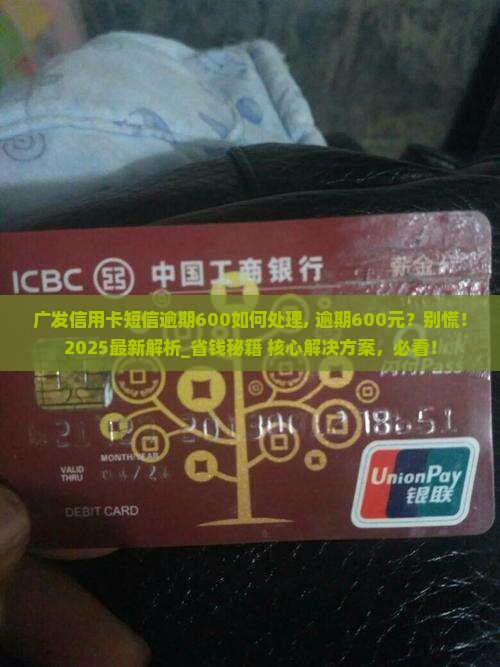 ICBC 中国工商银行
广发信用卡短信逾期600如何处理, 逾期600元？别慌！
2025最新解析_省钱秘籍 核心解决方案，必看！
MONTH/YEAR
VALID
THRU
DEBIT CARD
UnionPay
银联